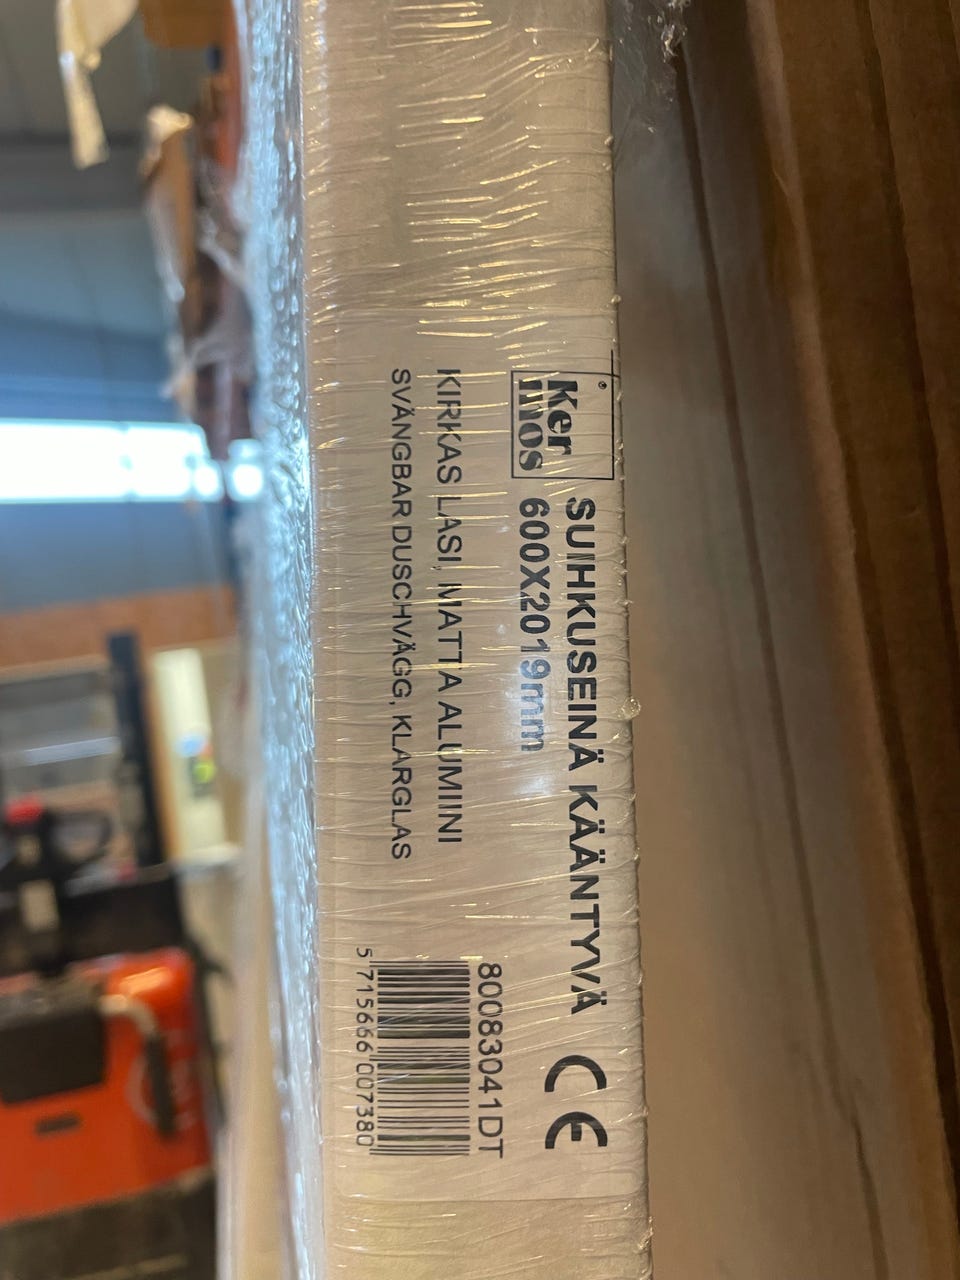 Ker
mos
SUIHKUSEINÄ KÄÄNTYVÄ
600X2019mm
KIRKAS LASI, MATTA ALUMIINI
SVÄNGBAR DUSCHVÄGG, KLARGLAS
CE
80083041DT
5 715666 007380